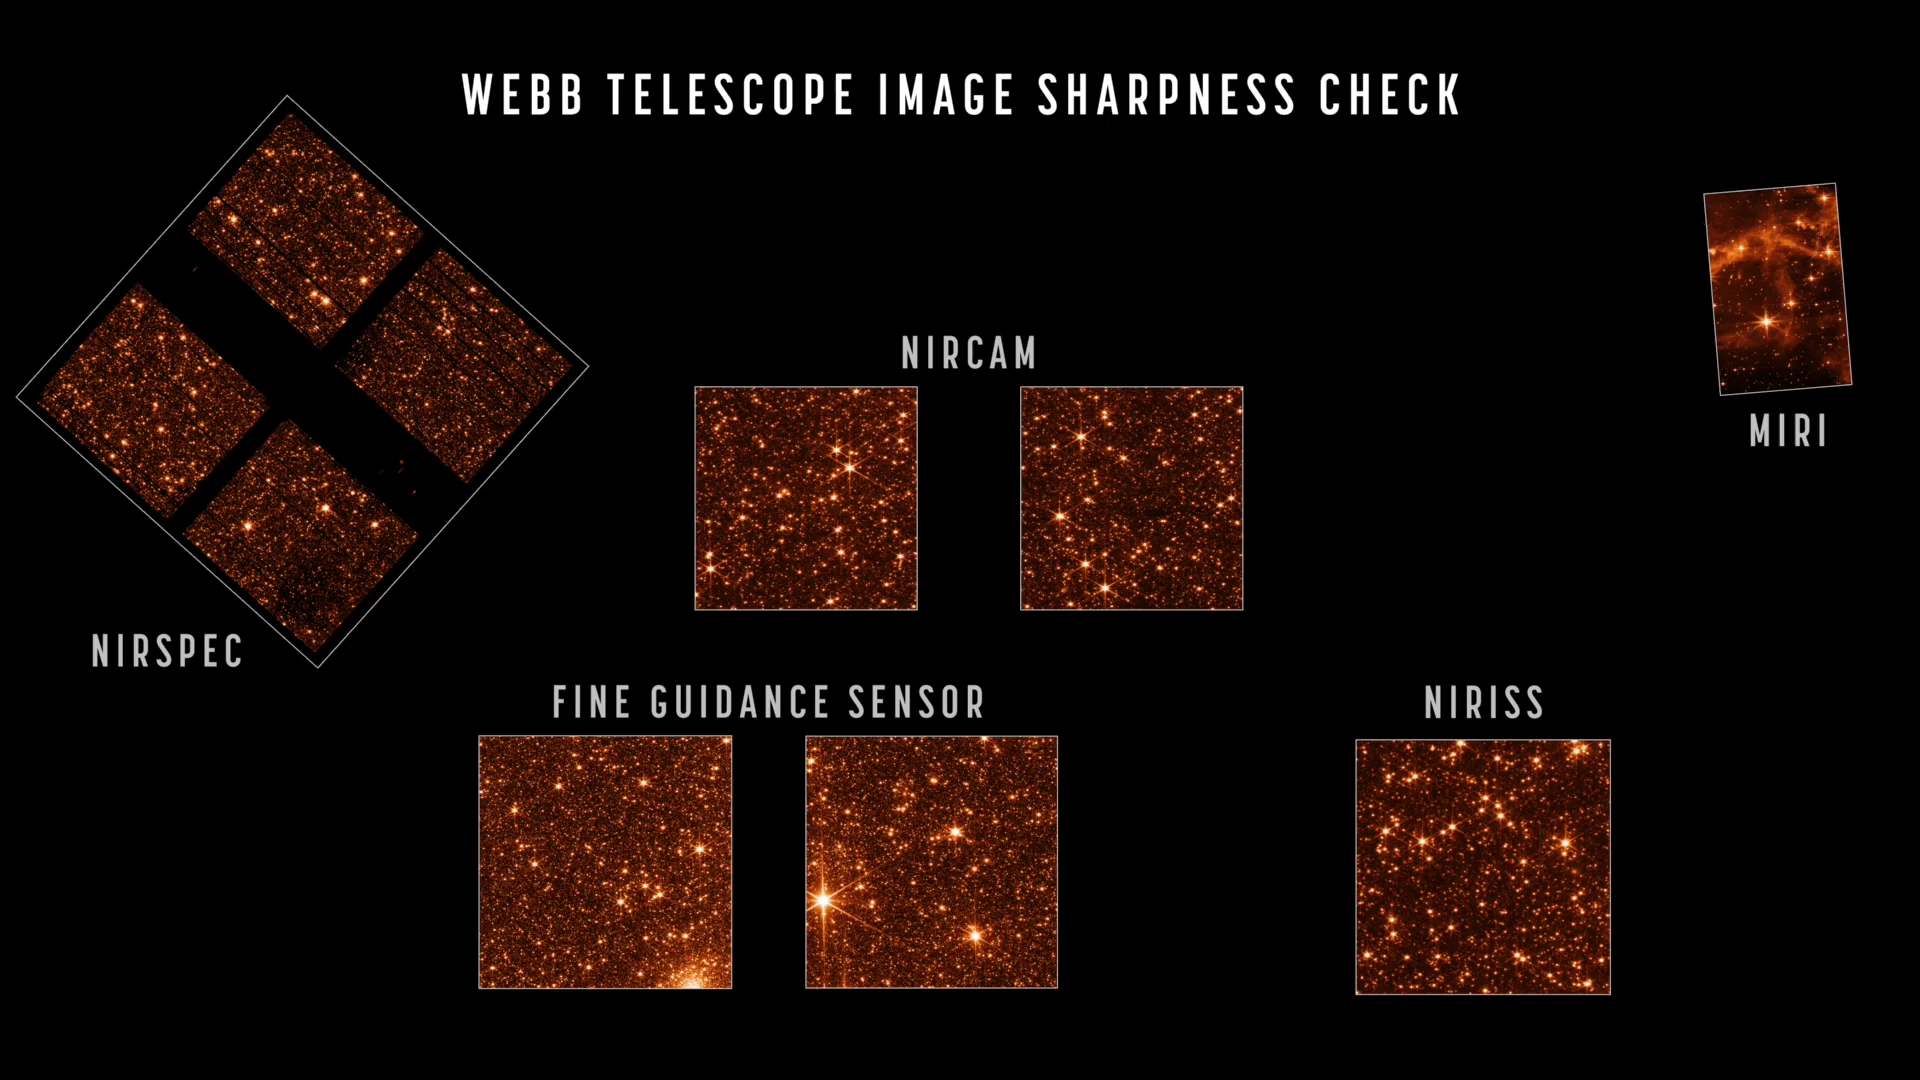 WEBB TELESCOPE IMAGE SHARPNESS CHECK
NIRCAM
MIRI
NIRSPEC
FINE GUIDANCE SENSOR
NIRISS